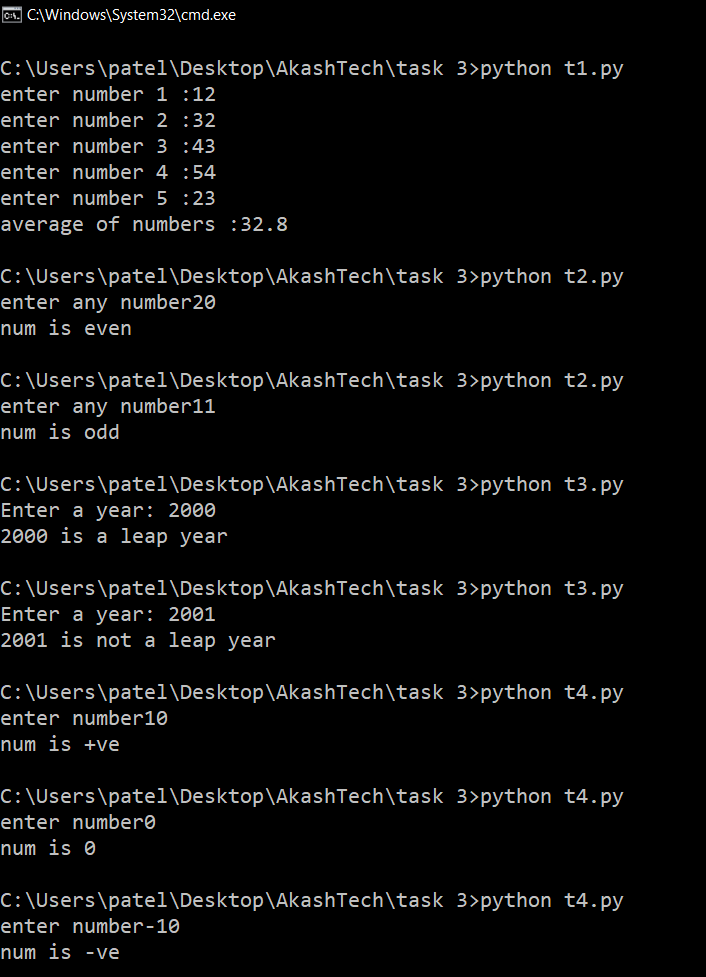 C:\Windows\System32\cmd.exe
C:\Users\patel\Desktop\AkashTech\task 3>python t1.py
enter number 1 :12
enter number 2 :32
enter number 3 :43
enter number 4 :54
enter number 5 :23
average of numbers :32.8
C:\Users\patel\Desktop\AkashTech\task 3>python t2.py
enter any number20
num is even
C:\Users\patel\Desktop\AkashTech\task 3>python t2.py
enter any number11
num is odd
C:\Users\patel\Desktop\AkashTech\task 3>python t3.py
Enter a year: 2000
2000 is a leap year
C:\Users\patel\Desktop\AkashTech\task 3>python t3.py
Enter a year: 2001
2001 is not a leap year
C:\Users\patel\Desktop\AkashTech\task 3>python t4.py
enter number10
num is +ve
C:\Users\patel\Desktop\AkashTech\task 3>python t4.py
enter number0
num is 0
C:\Users\patel\Desktop\AkashTech\task 3>python t4.py
enter number-10
num is -ve